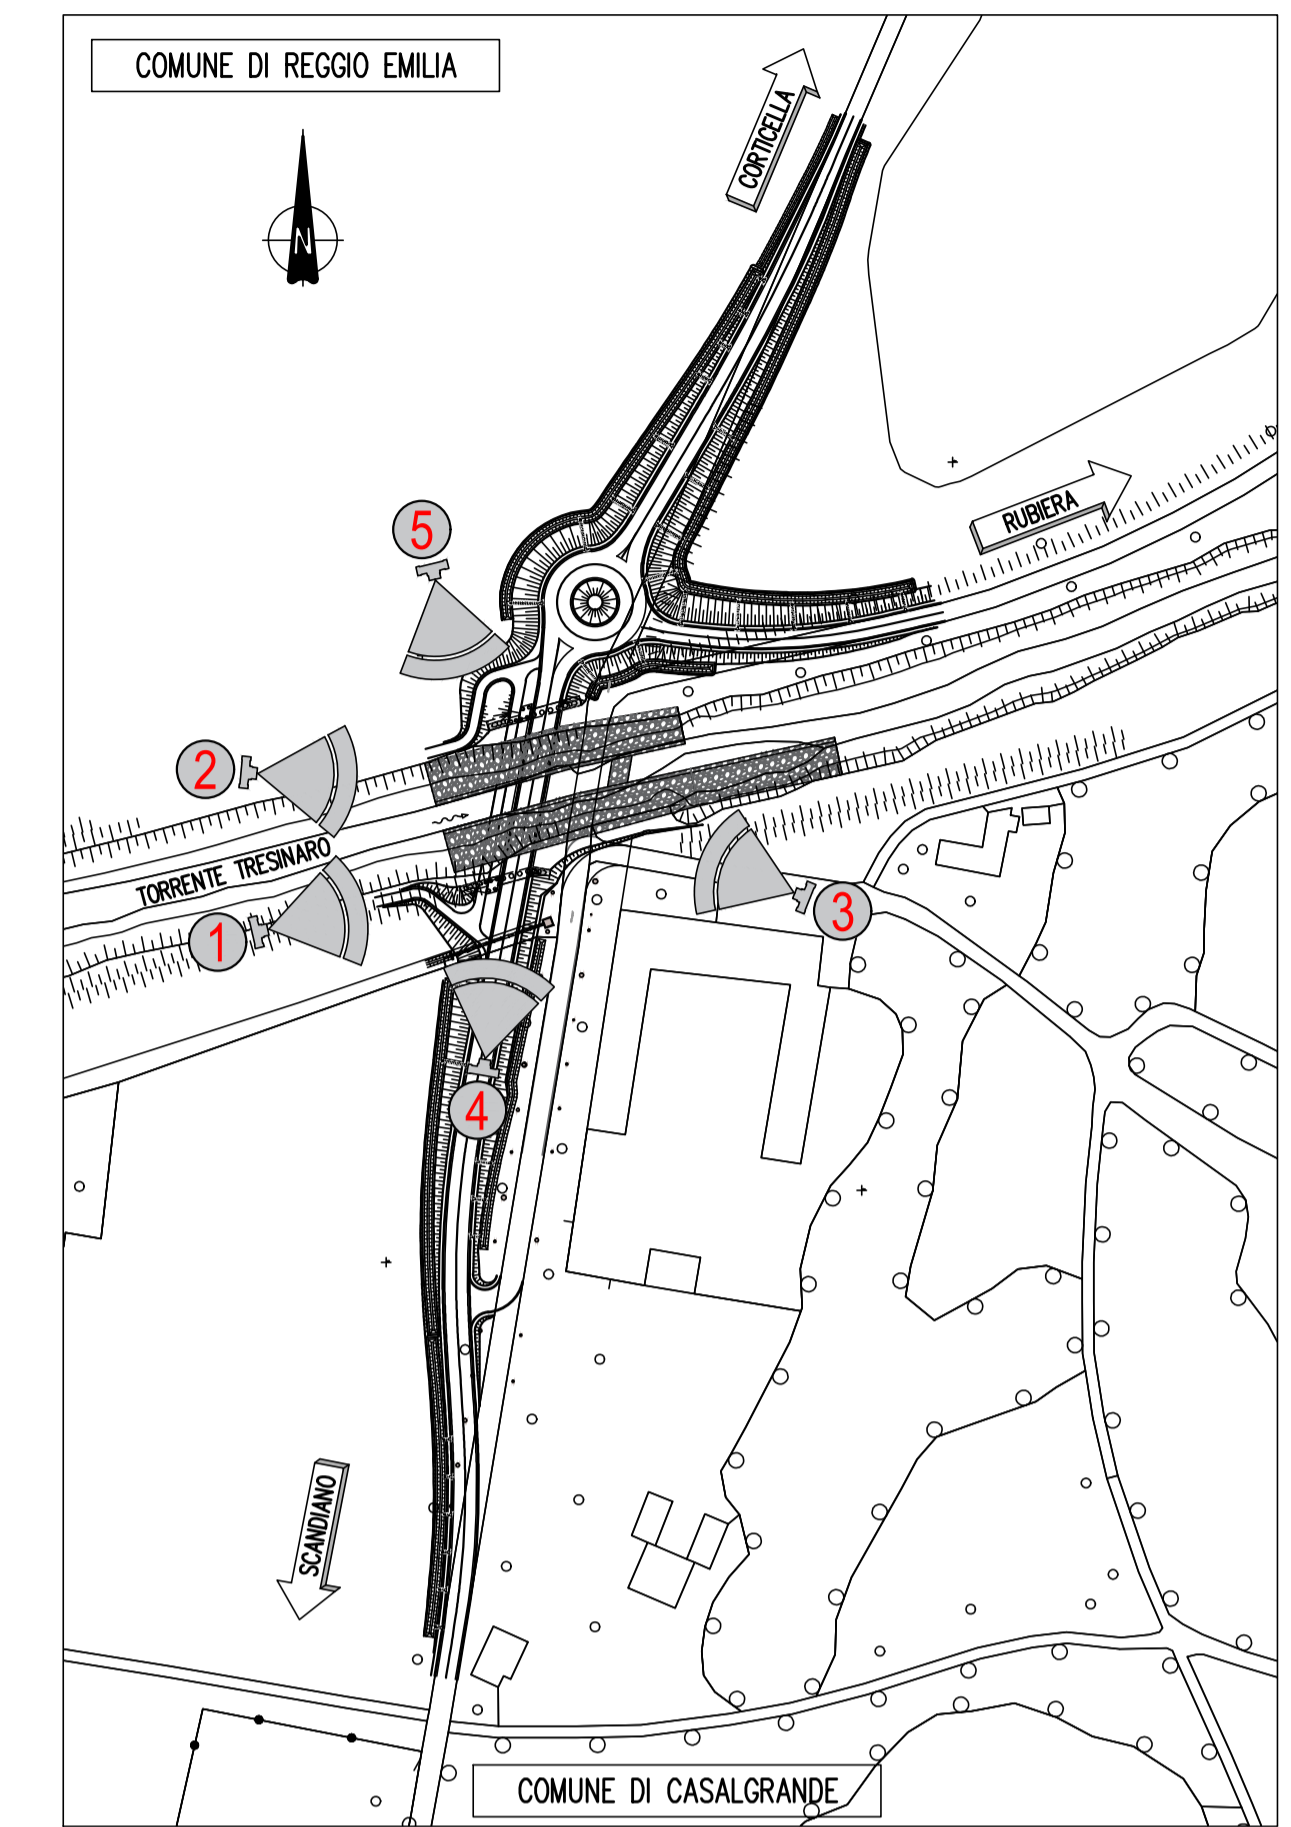 COMUNE DI REGGIO EMILIA
N
CORTICELLA
RUBIERA
5
2
TORRENTE TRESINARO
1
3
4
SCANDIANO
COMUNE DI CASALGRANDE